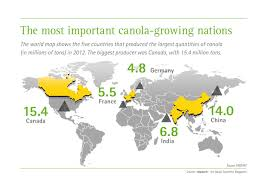 The most important canola-growing nations
The world map shows the five countries that produced the largest quantities of canola
(in millions of tons) in 2012. The biggest producer was Canada, with 15.4 million tons.
4.8
Germany
5.5
France
15.4
Canada
14.0
China
6.8
India